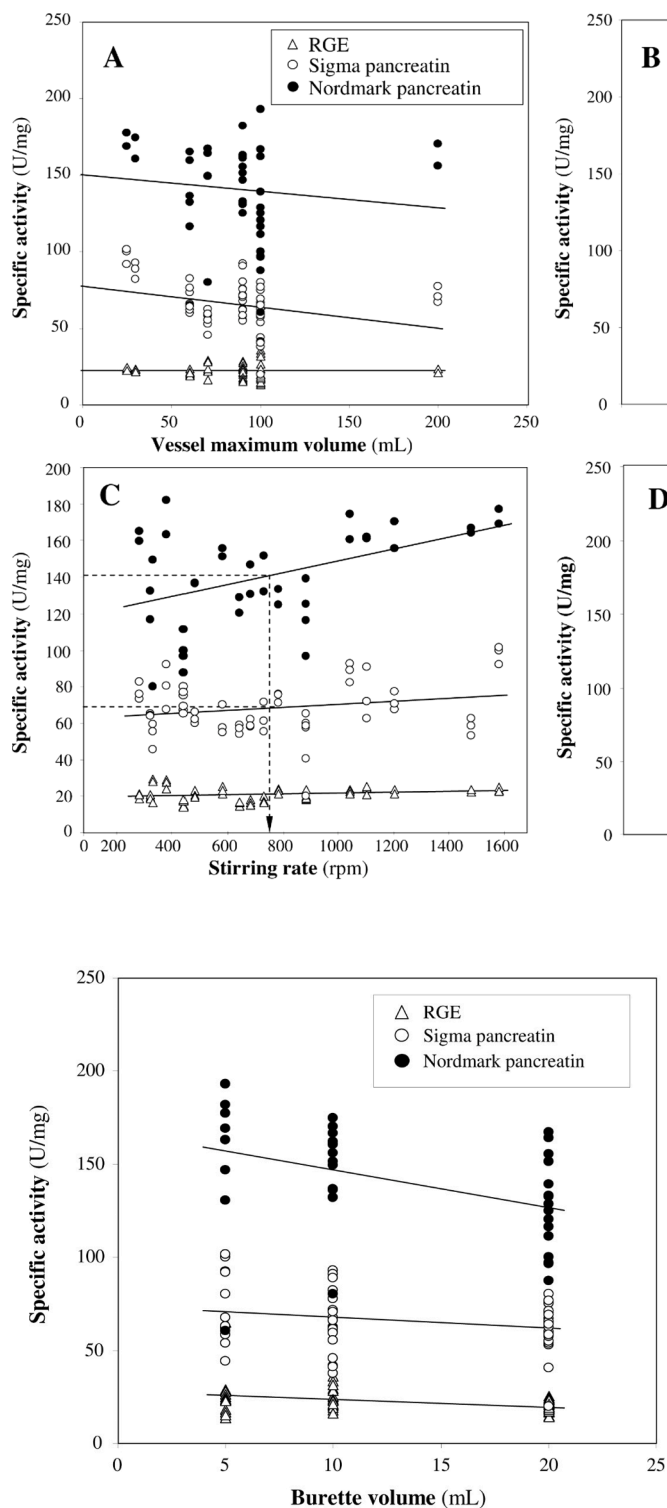 250
200
150
100
50
0
A
RGE
Sigma pancreatin
Nordmark pancreatin
Specific activity (U/mg)
0 50 100 150 200
Vessel maximum volume (mL)
B
250
200
150
100
50
0
Specific activity (U/mg)
C
200
180
160
140
120
100
80
60
40
20
0
Specific activity (U/mg)
0 200 400 600 800 1000 1200 1400 1600
Stirring rate (rpm)
D
250
200
150
100
50
0
Specific activity (U/mg)
250
200
150
100
50
0
RGE
Sigma pancreatin
Nordmark pancreatin
Specific activity (U/mg)
0 5 10 15 20 25
Burette volume (mL)